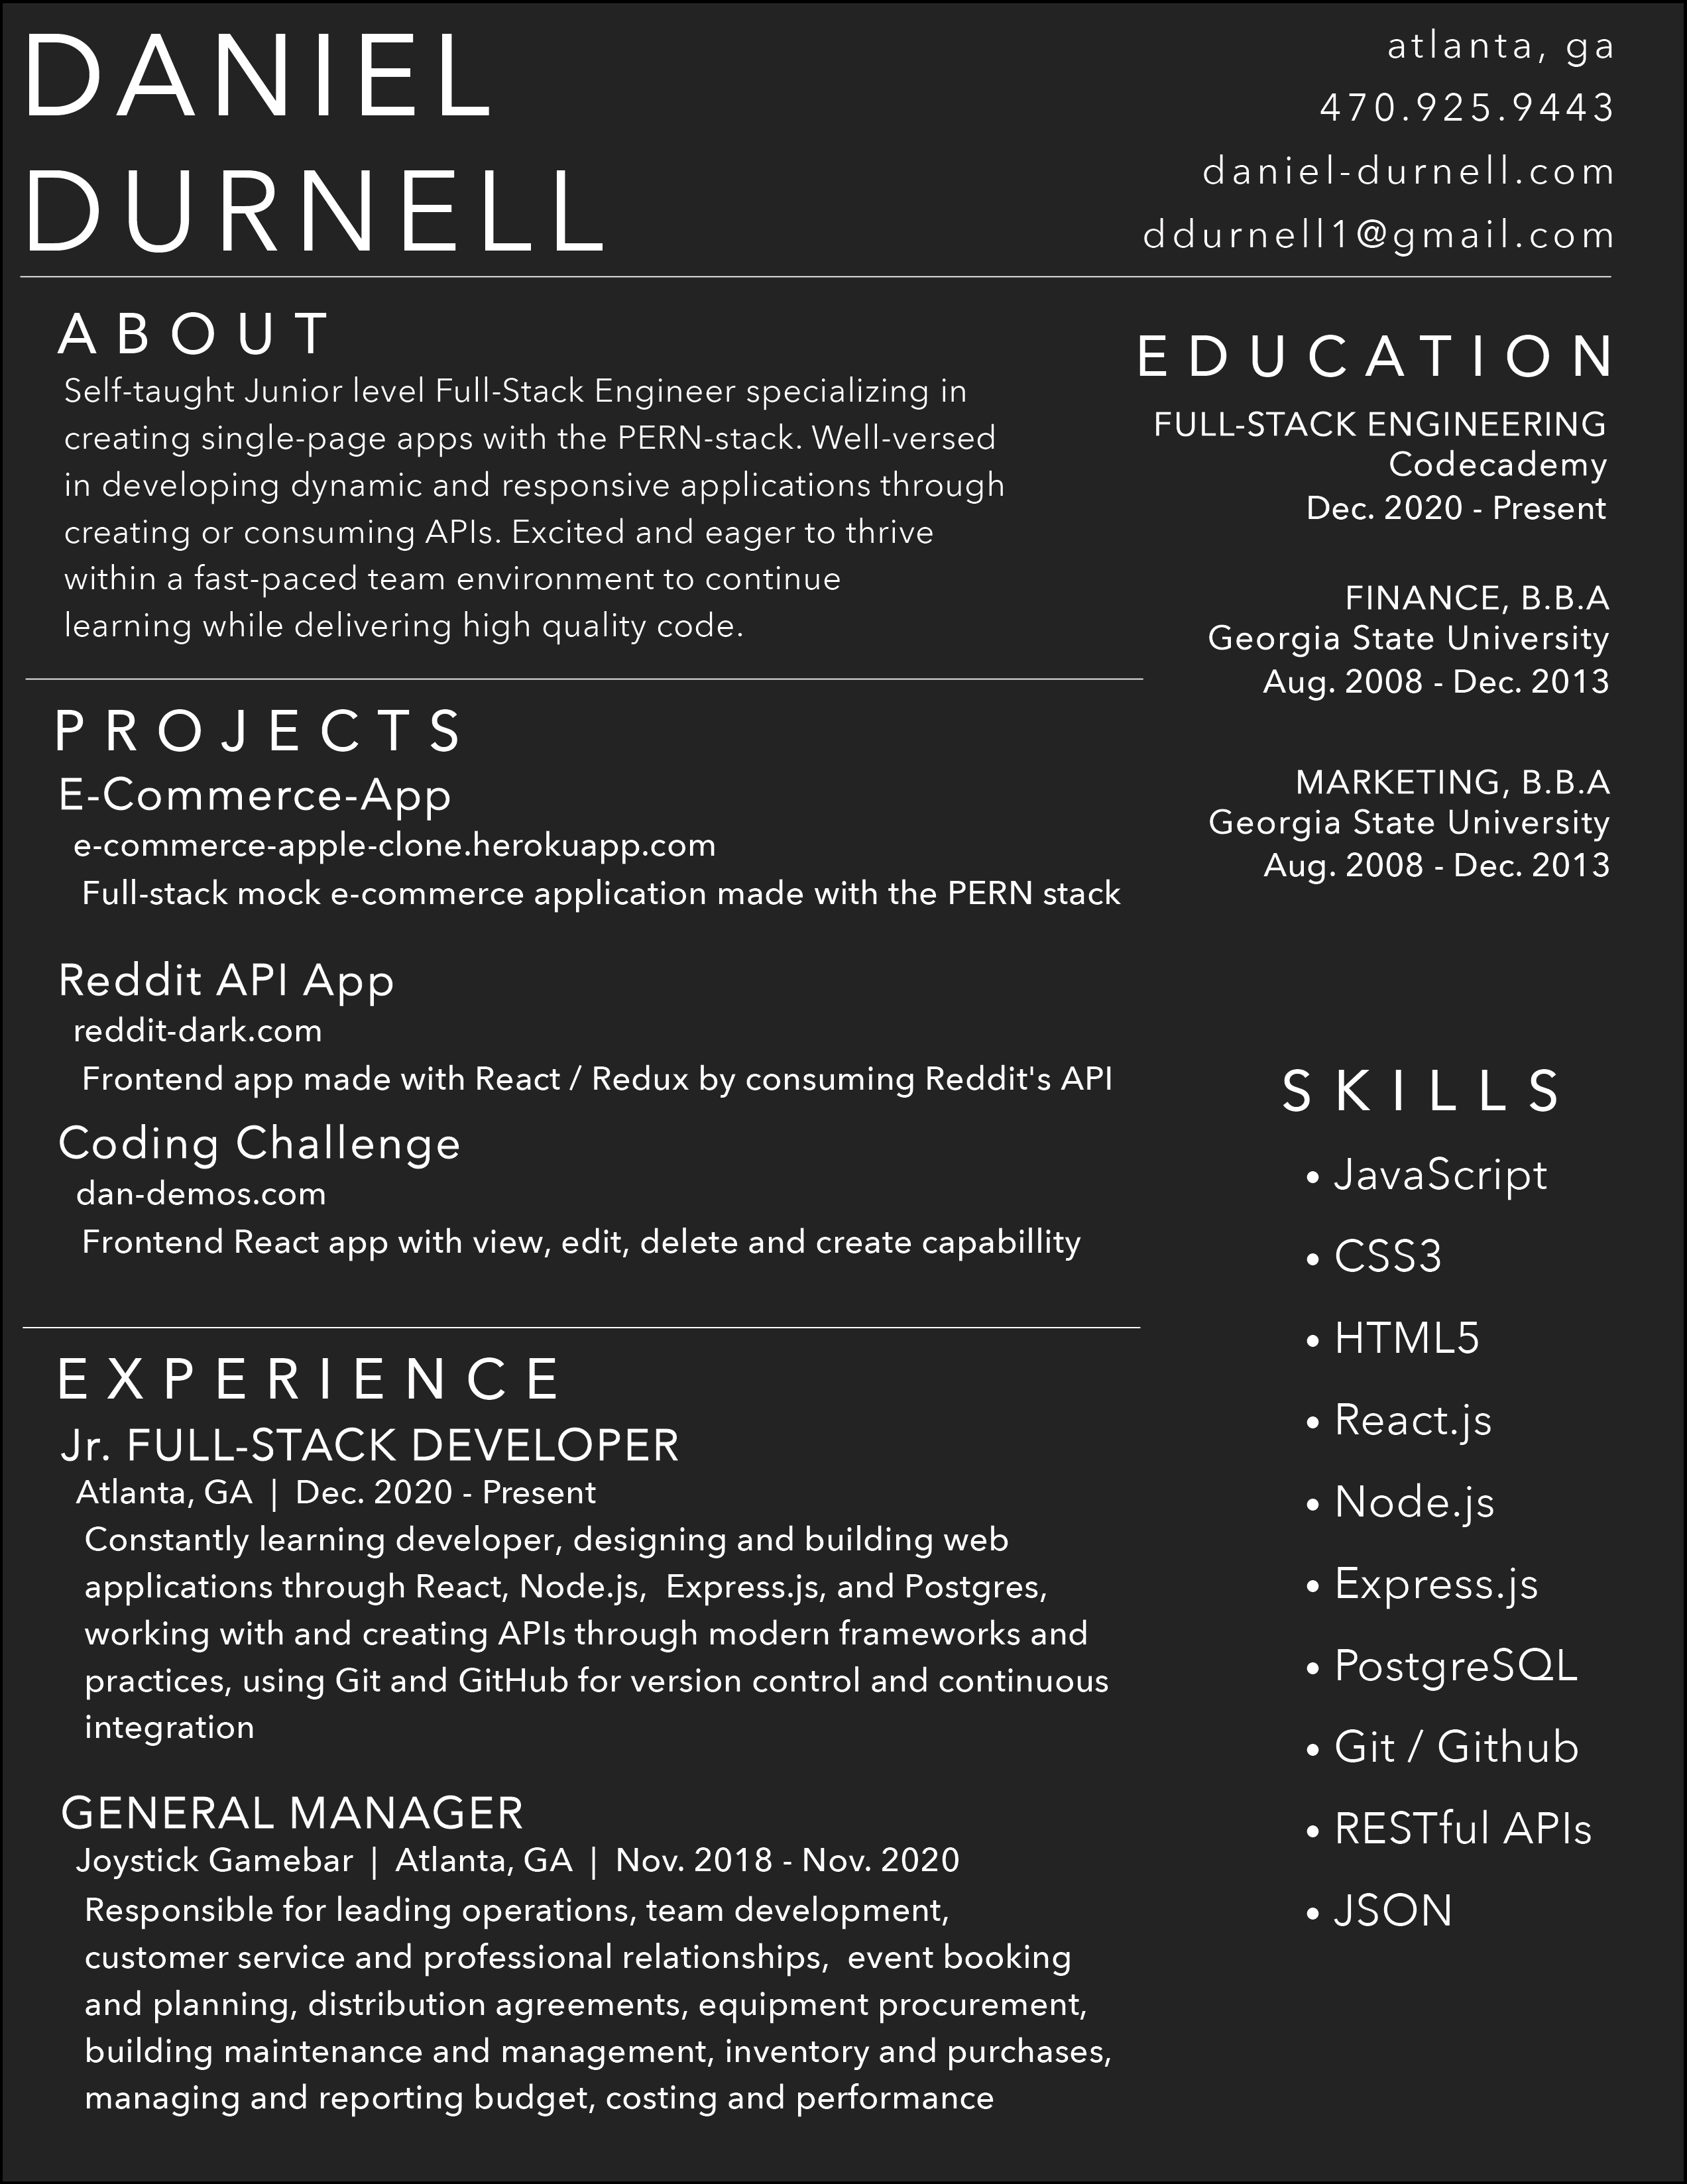 DANIEL
DURNELL
atlanta, ga
470.925.9443
daniel-durnell.com
ddurnell1@gmail.com
ABOUT
Self-taught Junior level Full-Stack Engineer specializing in
creating single-page apps with the PERN-stack. Well-versed
in developing dynamic and responsive applications through
creating or consuming APIs. Excited and eager to thrive
within a fast-paced team environment to continue
learning while delivering high quality code.
PROJECTS
E-Commerce-App
e-commerce-apple-clone.herokuapp.com
Full-stack mock e-commerce application made with the PERN stack
Reddit API App
reddit-dark.com
Frontend app made with React / Redux by consuming Reddit's API
Coding Challenge
dan-demos.com
Frontend React app with view, edit, delete and create capabillity
EXPERIENCE
Jr. FULL-STACK DEVELOPER
Atlanta, GA | Dec. 2020 - Present
Constantly learning developer, designing and building web
applications through React, Node.js,  Express.js, and Postgres,
working with and creating APIs through modern frameworks and
practices, using Git and GitHub for version control and continuous
integration
GENERAL MANAGER
Joystick Gamebar | Atlanta, GA | Nov. 2018 - Nov. 2020
Responsible for leading operations, team development,
customer service and professional relationships,  event booking
and planning, distribution agreements, equipment procurement,
building maintenance and management, inventory and purchases,
managing and reporting budget, costing and performance
EDUCATION
FULL-STACK ENGINEERING
Codecademy
Dec. 2020 - Present
FINANCE, B.B.A
Georgia State University
Aug. 2008 - Dec. 2013
MARKETING, B.B.A
Georgia State University
Aug. 2008 - Dec. 2013
SKILLS
• JavaScript
• CSS3
• HTML5
• React.js
• Node.js
• Express.js
• PostgreSQL
• Git / Github
• RESTful APIs
• JSON